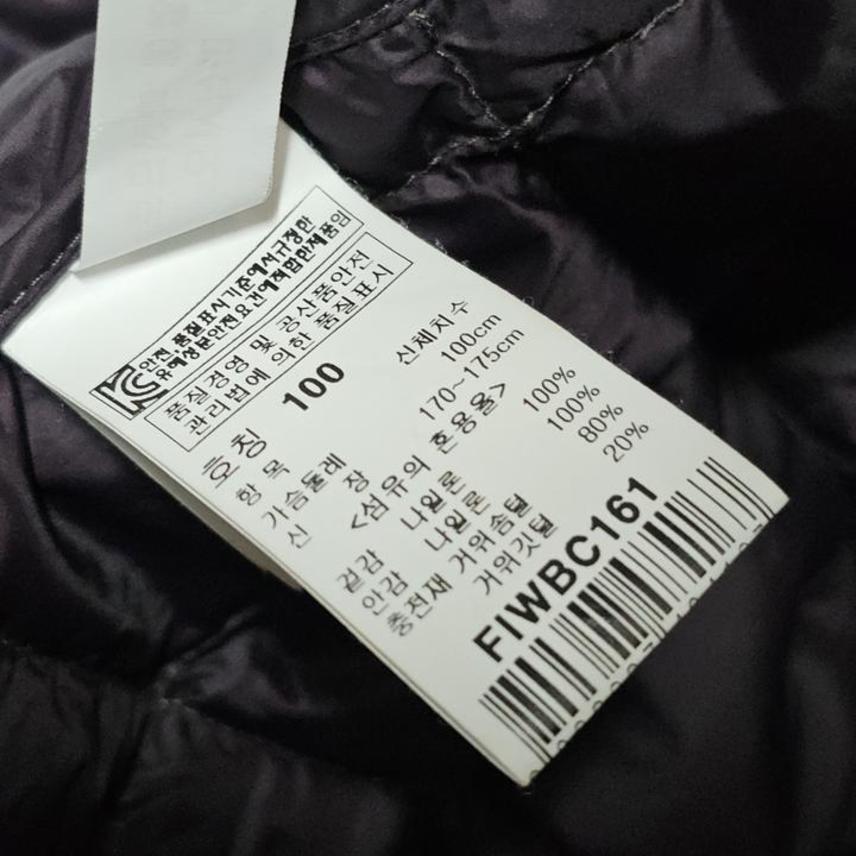 안전 품질표시기준에서규정한
유해성분안전요건에적합한제품임
품질경영 및 공산품안전
관리법에 의한 품질표시
호칭 100
항 목 신체치수
가슴둘레 100cm
신 장 170~175cm
<섬유의 혼용율>
겉감 나일론 100%
안감 나일론 100%
충전재 거위솜털 80%
거위깃털 20%
FIWBC161